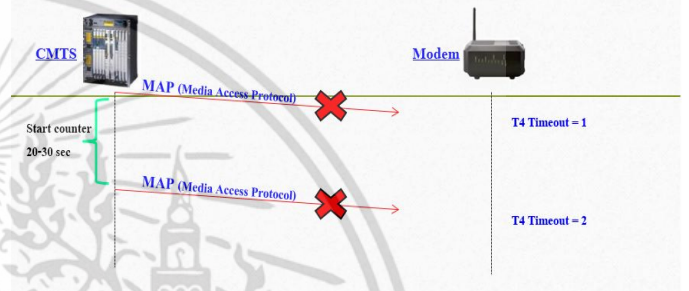 CMTS
Modem
MAP (Media Access Protocol)
T4 Timeout = 1
Start counter
20-30 sec
MAP (Media Access Protocol)
T4 Timeout = 2